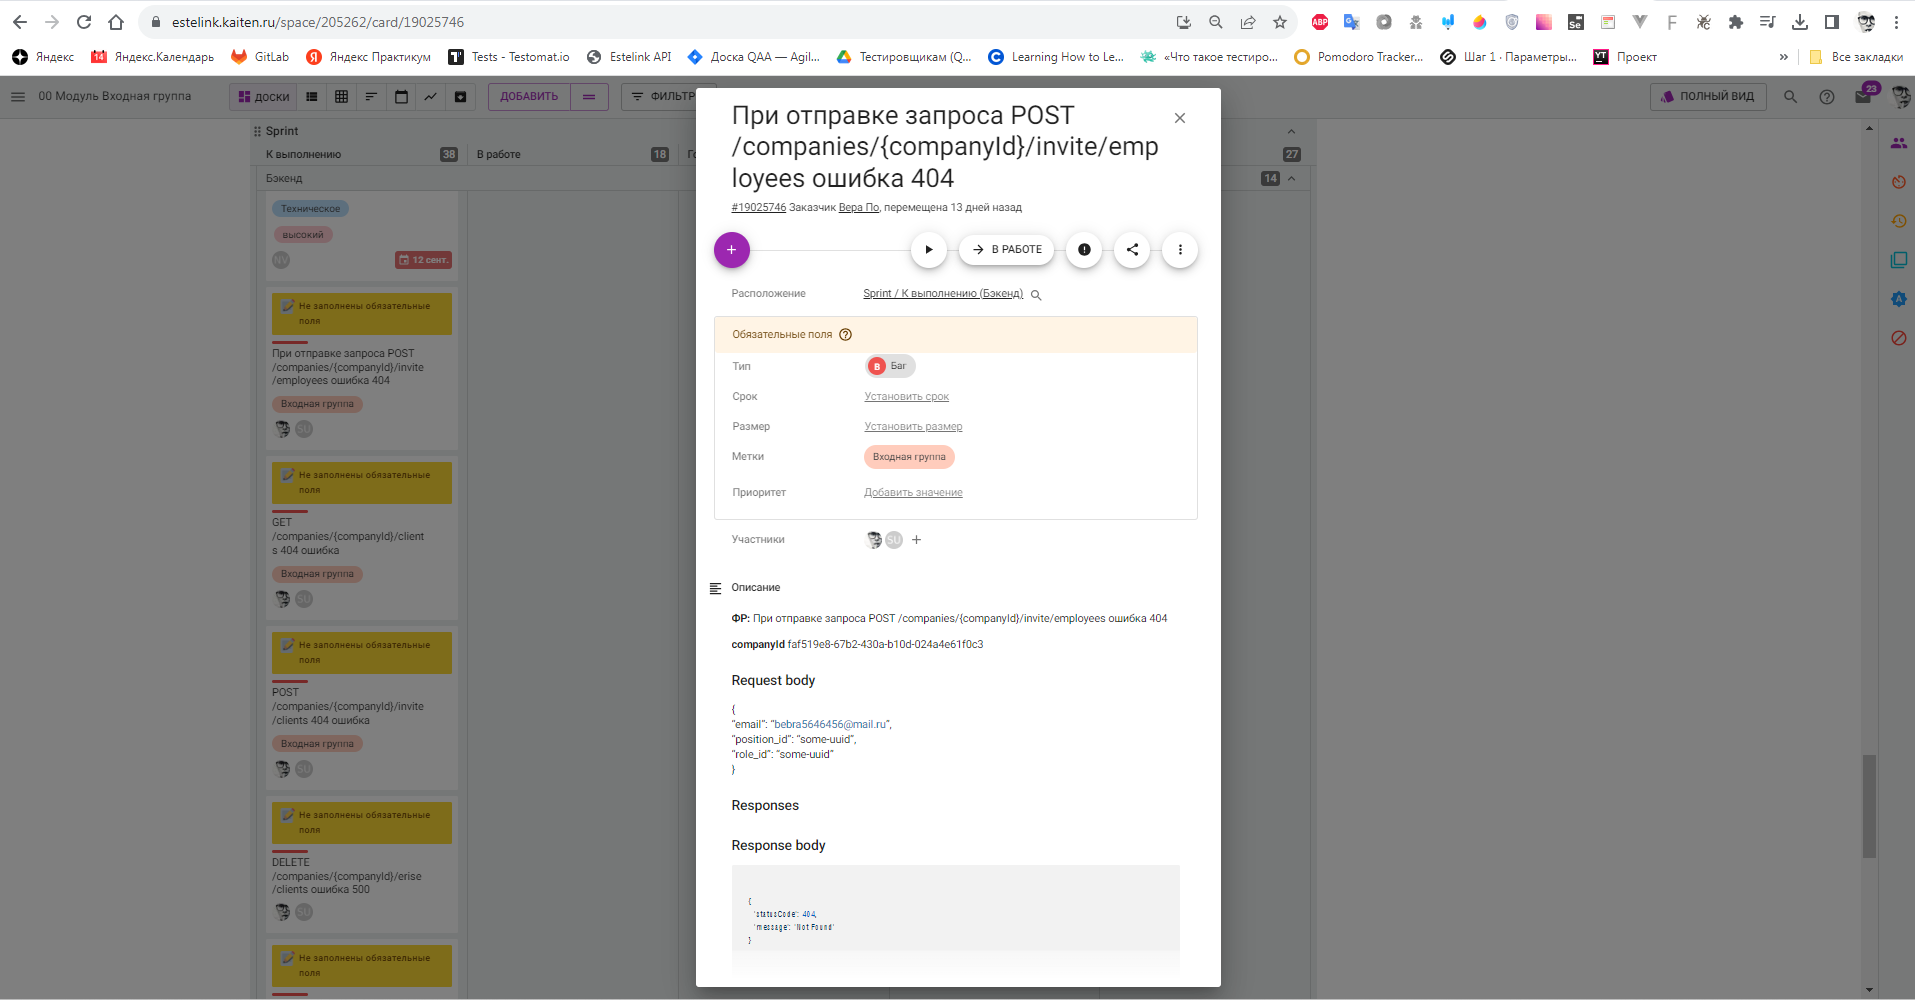 estelink.kaiten.ru/space/205262/card/19025746
Яндекс
Яндекс.Календарь
GitLab
Яндекс Практикум
Tests - Testomat.io
Estelink API
Доска QAA — Agil...
Тестировщикам (Q...
Learning How to Le...
«Что такое тестиро...
Pomodoro Tracker...
Шаг 1 · Параметры...
Проект
»
Все закладки
00 Модуль Входная группа
ДОСКИ
ДОБАВИТЬ
ФИЛЬТР
ПОЛНЫЙ ВИД
23
Sprint
К выполнению 38
В работе 18
27
Бэкенд
14
Техническое
высокий
NV
12 сент.
Не заполнены обязательные
поля
При отправке запроса POST
/companies/{companyId}/invite
/employees ошибка 404
Входная группа
SU
Не заполнены обязательные
поля
GET
/companies/{companyId}/client
s 404 ошибка
Входная группа
SU
Не заполнены обязательные
поля
POST
/companies/{companyId}/invite
/clients 404 ошибка
Входная группа
SU
Не заполнены обязательные
поля
DELETE
/companies/{companyId}/erise
/clients ошибка 500
SU
Не заполнены обязательные
поля
При отправке запроса POST
/companies/{companyId}/invite/emp
loyees ошибка 404
#19025746 Заказчик Вера По, перемещена 13 дней назад
В РАБОТЕ
Расположение
Sprint / К выполнению (Бэкенд)
Обязательные поля
Тип
В Баг
Срок
Установить срок
Размер
Установить размер
Метки
Входная группа
Приоритет
Добавить значение
Участники
SU
Описание
ФР: При отправке запроса POST /companies/{companyId}/invite/employees ошибка 404
companyId faf519e8-67b2-430a-b10d-024a4e61f0c3
Request body
{
“email”: “bebra5646456@mail.ru”,
“position_id”: “some-uuid”,
“role_id”: “some-uuid”
}
Responses
Response body
{
"statusCode": 404,
"message": "Not Found"
}